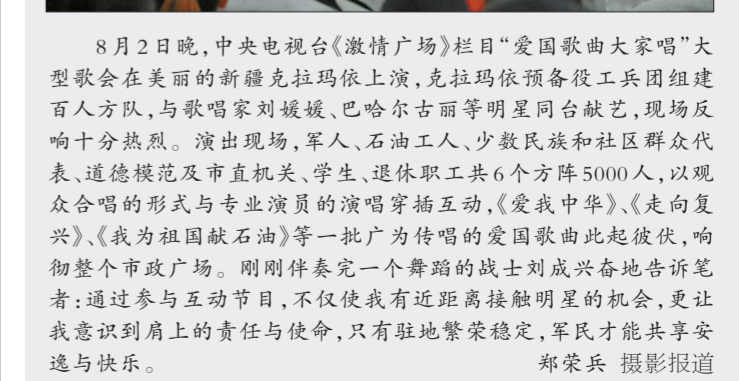 8月2日晚,中央电视台《激情广场》栏目“爱国歌曲大家唱”大
型歌会在美丽的新疆克拉玛依上演,克拉玛依预备役工兵团组建
百人方队,与歌唱家刘媛媛、巴哈尔古丽等明星同台献艺,现场反
响十分热烈。演出现场,军人、石油工人、少数民族和社区群众代
表、道德模范及市直机关、学生、退休职工共6个方阵5000人,以观
众合唱的形式与专业演员的演唱穿插互动,《爱我中华》、《走向复
兴》、《我为祖国献石油》等一批广为传唱的爱国歌曲此起彼伏,响
彻整个市政广场。刚刚伴奏完一个舞蹈的战士刘成兴奋地告诉笔
者:通过参与互动节目,不仅使我有近距离接触明星的机会,更让
我意识到肩上的责任与使命,只有驻地繁荣稳定,军民才能共享安
逸与快乐。 郑荣兵 摄影报道